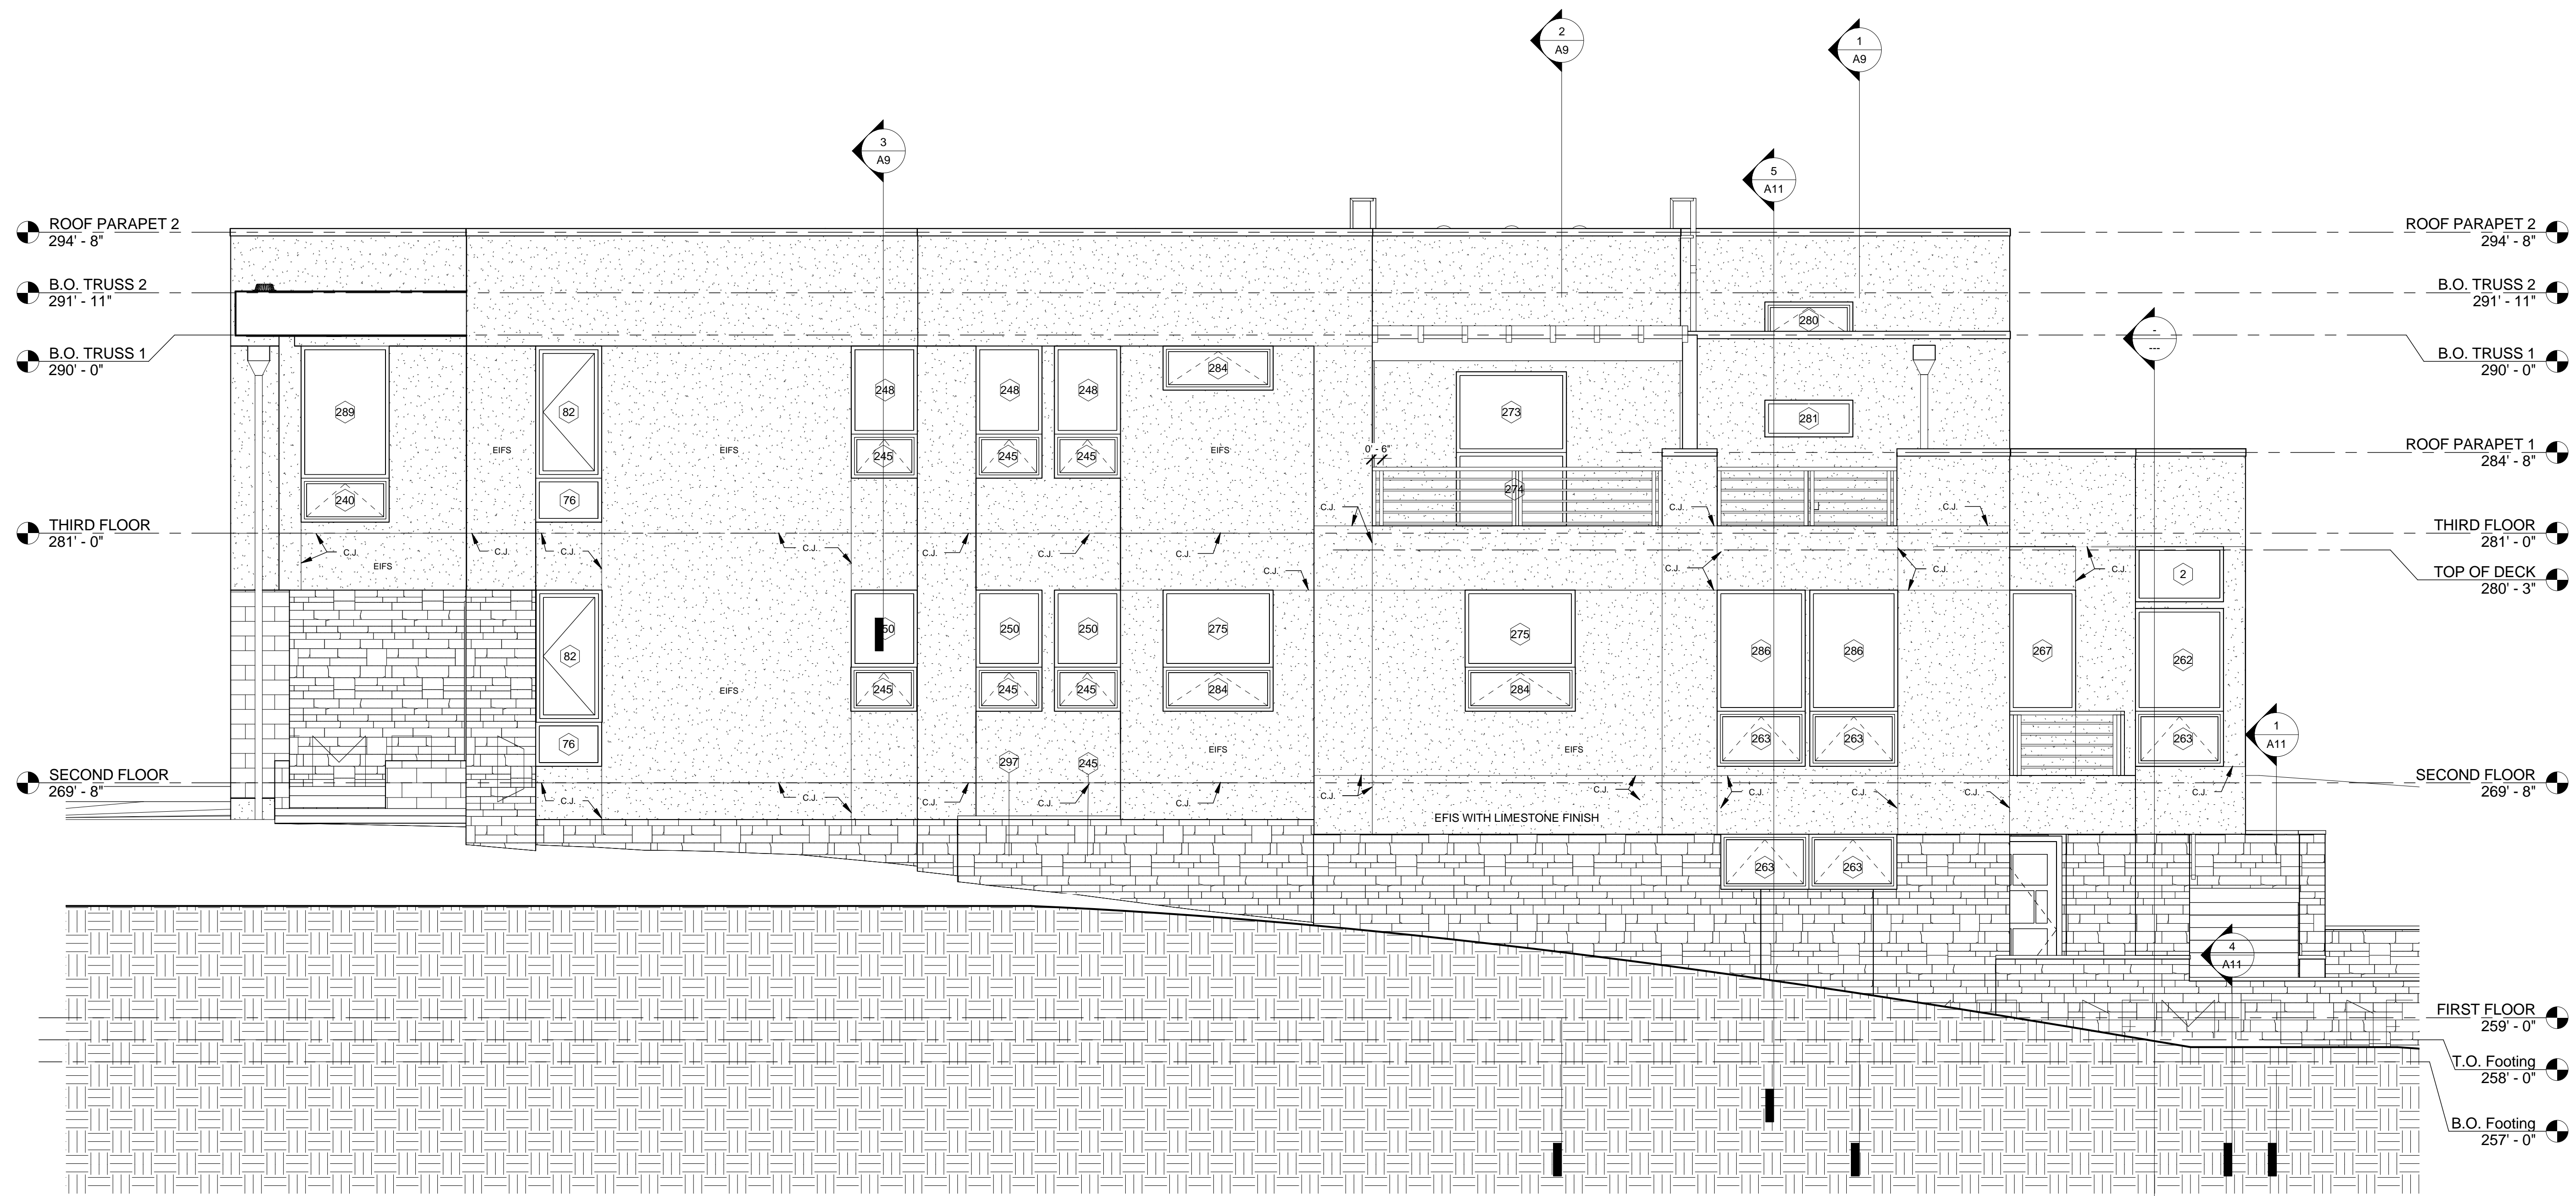 2
A9
1
A9
3
A9
5
A11
ROOF PARAPET 2
294' - 8"
ROOF PARAPET 2
294' - 8"
B.O. TRUSS 2
291' - 11"
B.O. TRUSS 2
291' - 11"
280
-
---
B.O. TRUSS 1
290' - 0"
B.O. TRUSS 1
290' - 0"
284
248
248
248
289
82
273
281
EIFS
EIFS
EIFS
0' - 6"
245
245
245
ROOF PARAPET 1
284' - 8"
240
76
274
C.J.
C.J.
C.J.
THIRD FLOOR
281' - 0"
THIRD FLOOR
281' - 0"
C.J.
C.J.
C.J.
C.J.
C.J.
C.J.
C.J.
EIFS
C.J.
C.J.
C.J.
C.J.
2
TOP OF DECK
280' - 3"
82
50
250
250
275
275
286
286
267
262
EIFS
245
245
245
284
284
76
EIFS
EIFS
263
263
263
1
A11
297
245
SECOND FLOOR
269' - 8"
SECOND FLOOR
269' - 8"
C.J.
C.J.
C.J.
C.J.
C.J.
C.J.
C.J.
C.J.
C.J.
C.J.
C.J.
EFIS WITH LIMESTONE FINISH
263
263
4
A11
FIRST FLOOR
259' - 0"
T.O. Footing
258' - 0"
B.O. Footing
257' - 0"